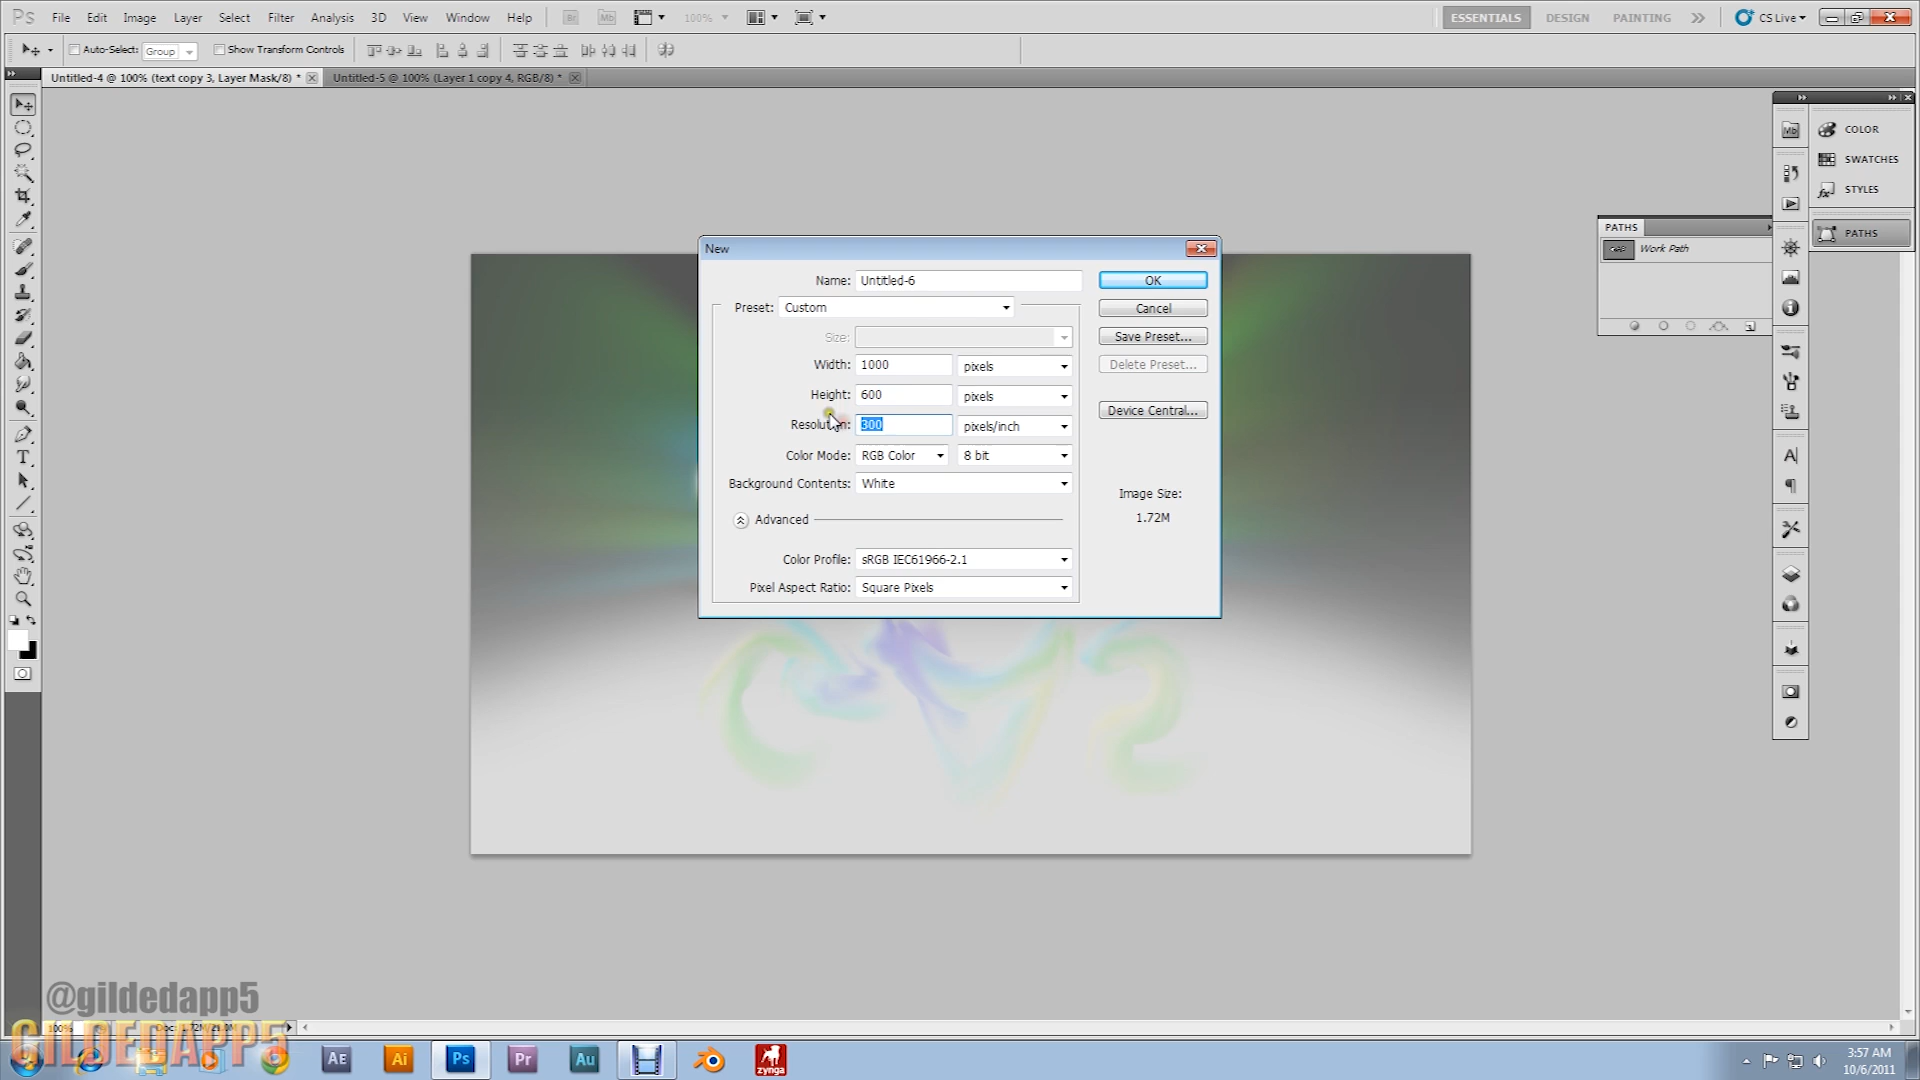 Ps File Edit Image Layer Select Filter Analysis 3D View Window Help Br Mb 100% ESSENTIALS DESIGN PAINTING CS Live
Auto-Select: Group Show Transform Controls
Untitled-4 @ 100% (text copy 3, Layer Mask/8) * Untitled-5 @ 100% (Layer 1 copy 4, RGB/8) *
Mb COLOR
SWATCHES
STYLES
PATHS
PATHS
Work Path
New
Name: Untitled-6 OK
Preset: Custom Cancel
Size: Save Preset...
Width: 1000 pixels Delete Preset...
Height: 600 pixels
Resolution: 300 pixels/inch Device Central...
Color Mode: RGB Color 8 bit
Background Contents: White
Image Size:
1.72M
Advanced
Color Profile: sRGB IEC61966-2.1
Pixel Aspect Ratio: Square Pixels
@gildedapp5
100%
GILDEDAPP5
AE Ai Ps Pr Au zynga
3:57 AM
10/6/2011